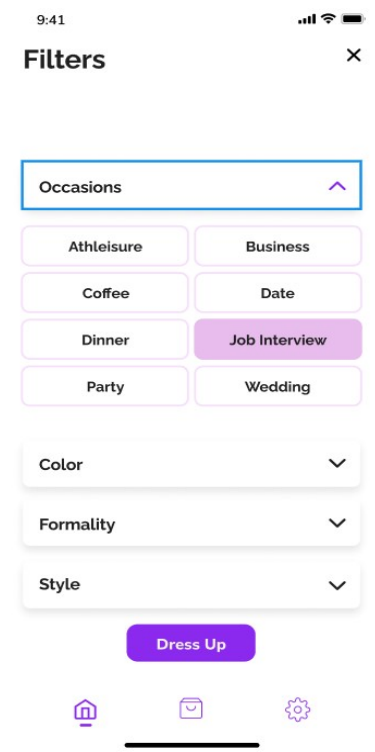 9:41
Filters
Occasions
Athleisure Business
Coffee Date
Dinner Job Interview
Party Wedding
Color
Formality
Style
Dress Up